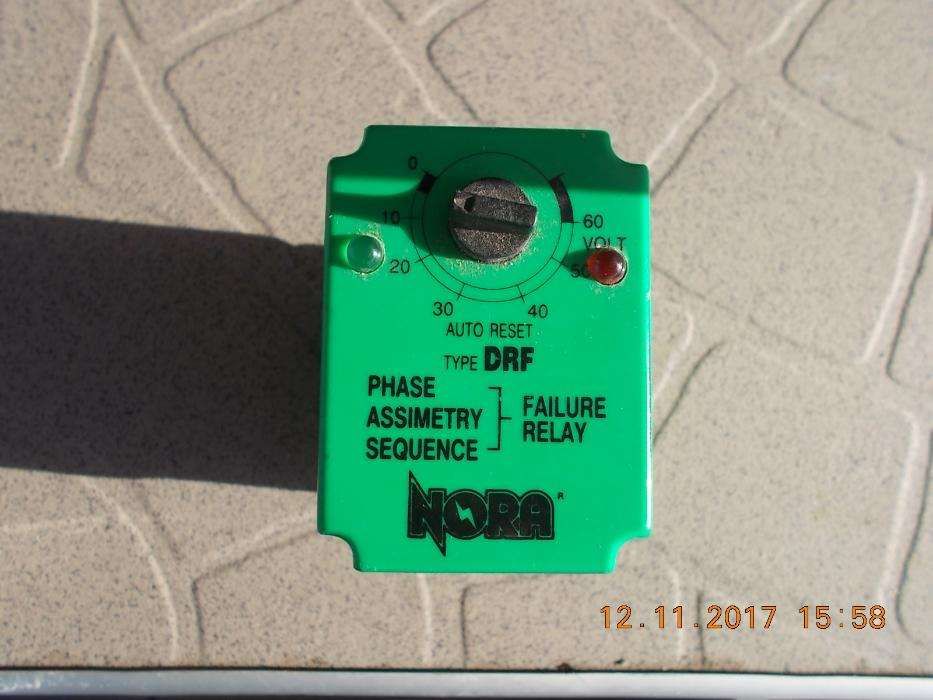 0
10
60
VOLT
20
50
30
40
AUTO RESET
TYPE DRF
PHASE
ASSIMETRY
SEQUENCE
FAILURE
RELAY
NORA®
12.11.2017 15:58